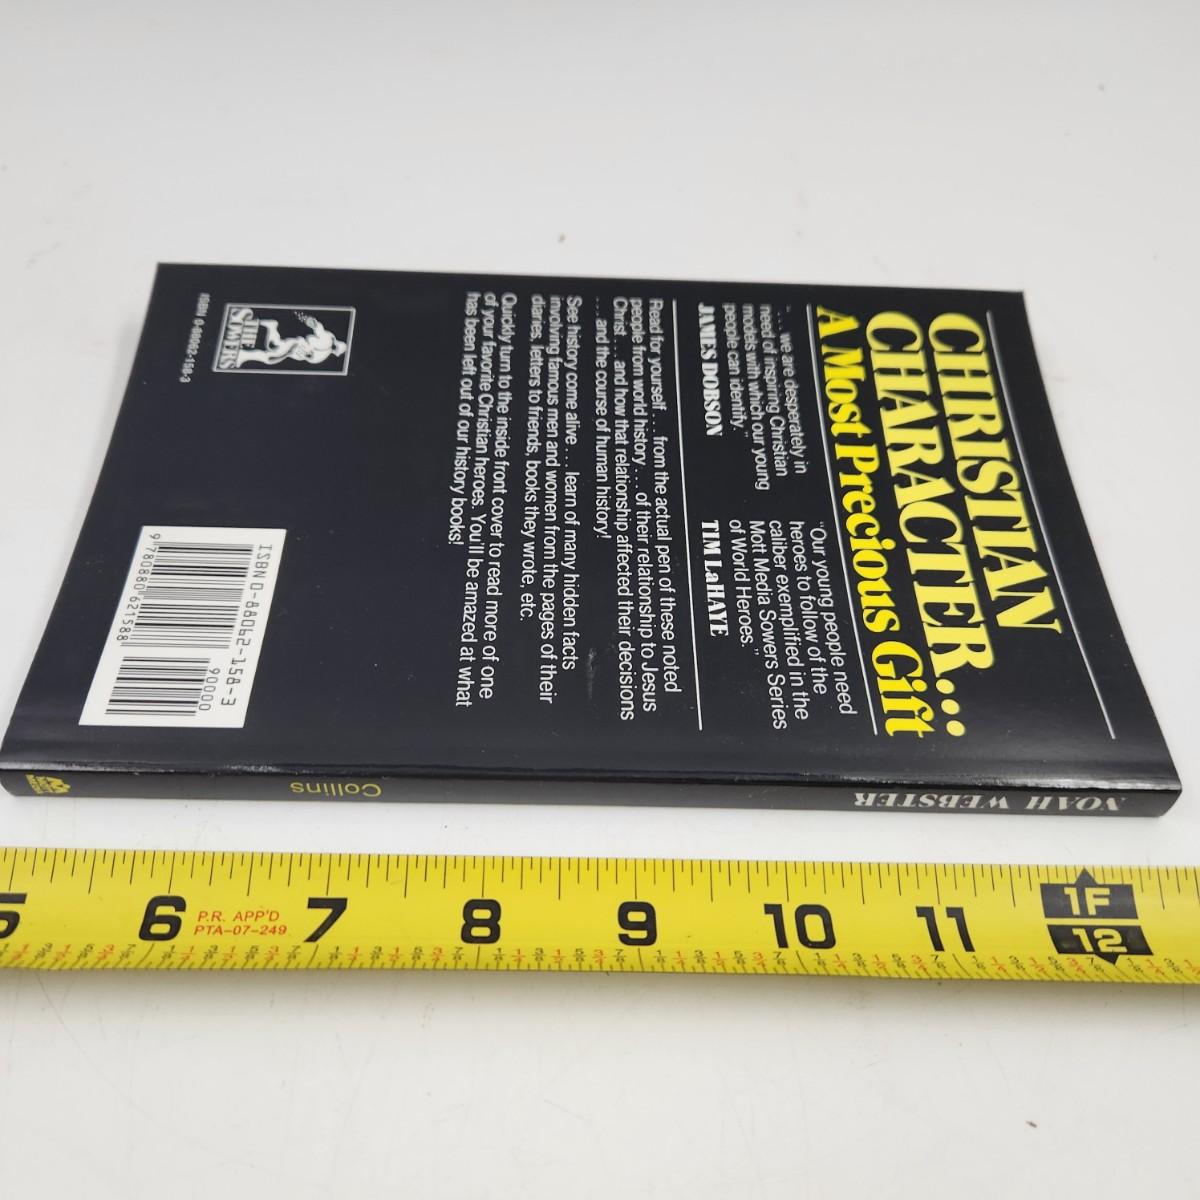 CHRISTIAN
CHARACTER...
A Most Precious Gift
". . . we are desperately in
need of inspiring Christian
models with which our young
people can identify."
JAMES DOBSON
"Our young people need
heroes to follow of the
caliber exemplified in the
Mott Media Sowers Series
of World Heroes."
TIM LaHAYE
Read for yourself . . . from the actual pen of these noted
people from world history . . . of their relationship to Jesus
Christ . . . and how that relationship affected their decisions
. . . and the course of human history!
See history come alive . . . learn of many hidden facts
involving famous men and women from the pages of their
diaries, letters to friends, books they wrote, etc.
Quickly turn to the inside front cover to read more of one
of your favorite Christian heroes. You'll be amazed at what
has been left out of our history books!
THE
SOWERS
ISBN 0-88062-158-3
ISBN 0-88062-158-3
90000
9 780880 621588
NOAH WEBSTER
Collins
5 6 7 8 9 10 11
P.R. APP'D
PTA-07-249
1F
12